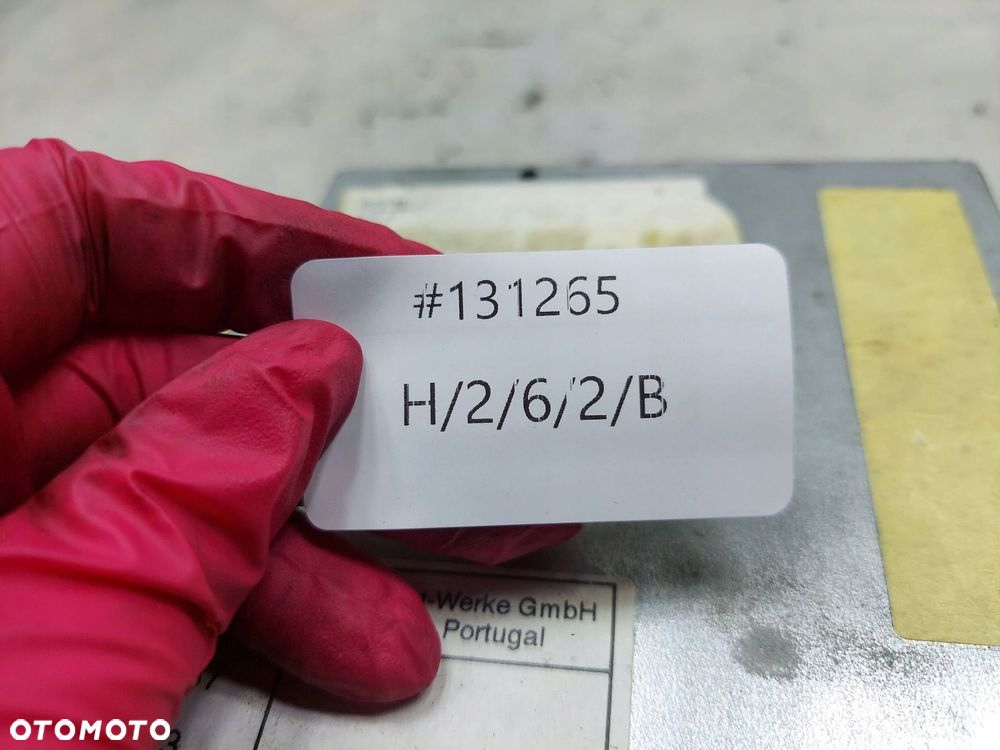 #131265
H/2/6/2/B
-Werke GmbH
Portugal
OTOMOTO